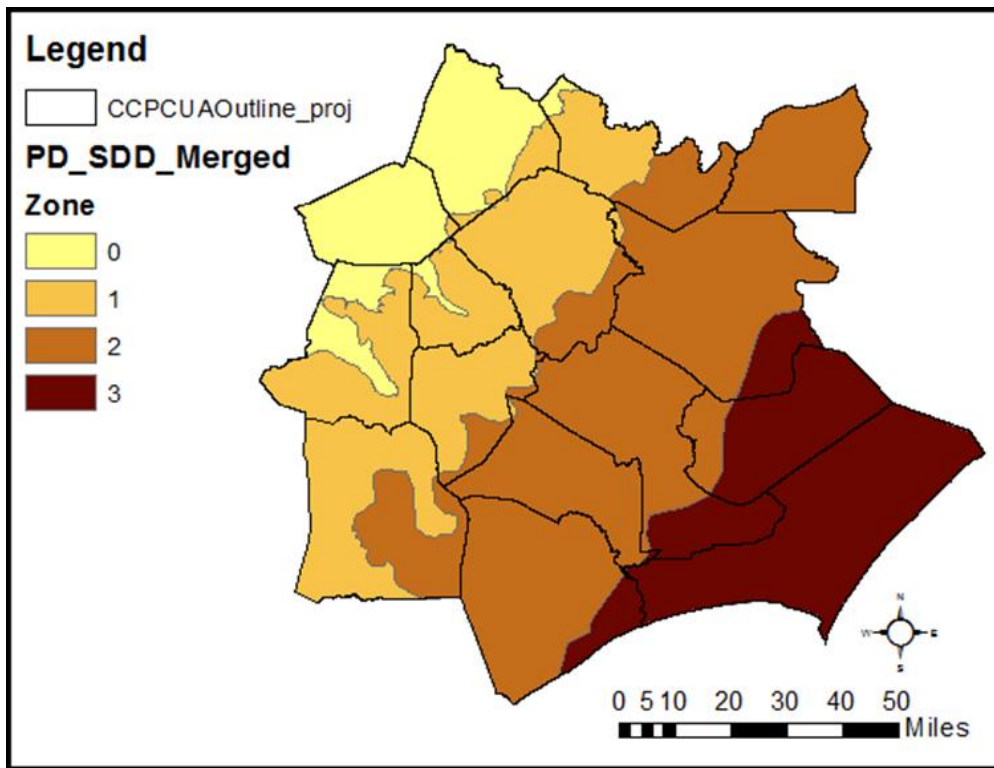 Legend
CCPCUAOutline_proj
PD_SDD_Merged
Zone
0
1
2
3
N
W E
S
0 5 10 20 30 40 50
Miles